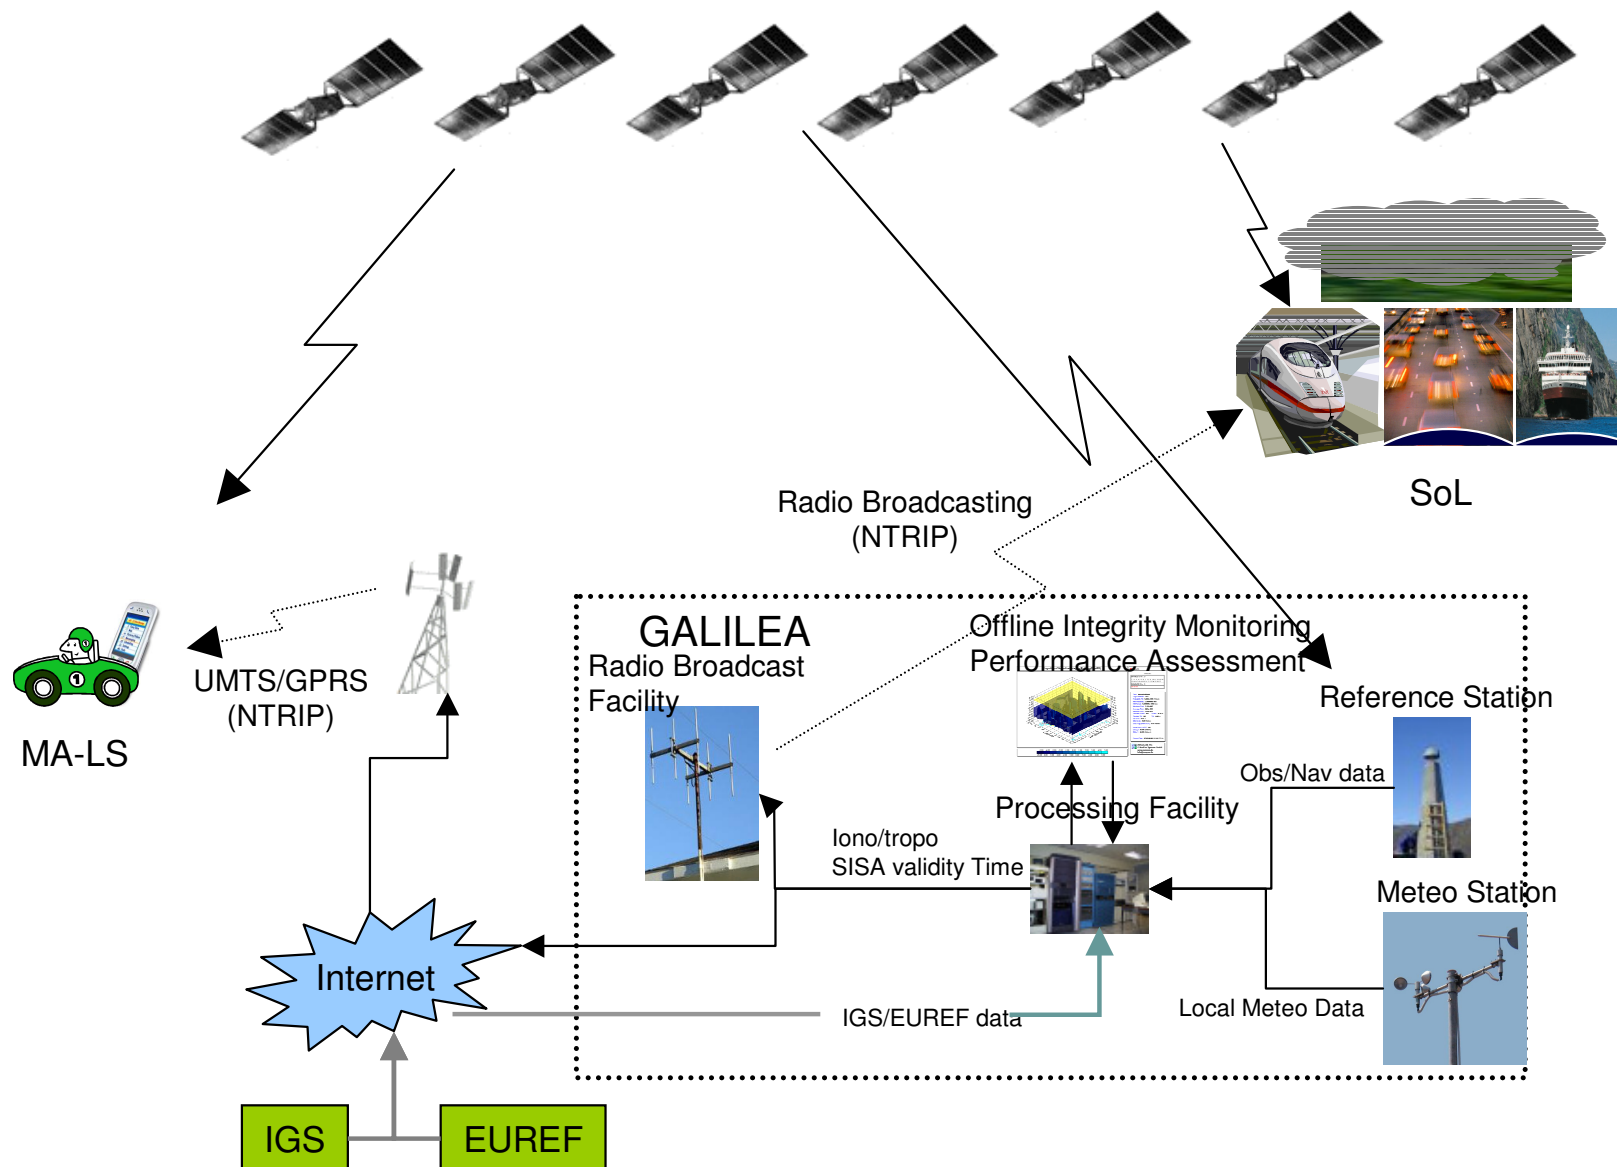 SoL
Radio Broadcasting
(NTRIP)
GALILEA
Radio Broadcast
Facility
Offline Integrity Monitoring
Performance Assessment
Reference Station
UMTS/GPRS
(NTRIP)
MA-LS
1
Obs/Nav data
Processing Facility
Iono/tropo
SISA validity Time
Meteo Station
Internet
Local Meteo Data
IGS/EUREF data
IGS
EUREF